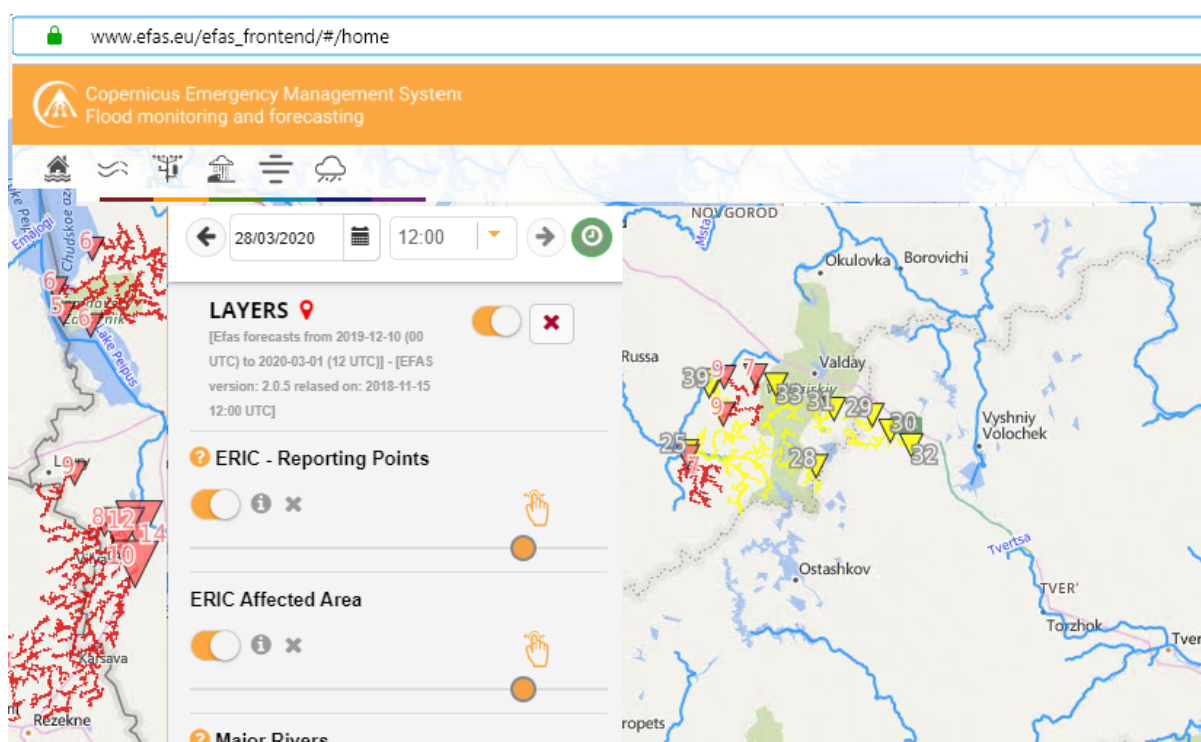 www.efas.eu/efas_frontend/#/home
Copernicus Emergency Management System
Flood monitoring and forecasting
28/03/2020
12:00
LAYERS
[Efas forecasts from 2019-12-10 (00
UTC) to 2020-03-01 (12 UTC)] - [EFAS
version: 2.0.5 relased on: 2018-11-15
12:00 UTC]
ERIC - Reporting Points
ERIC Affected Area
Major Rivers
Emajogi
Chudskoe
6
6
5
6
Lake Peipus
9
8
12
14
10
Karsava
Rezekne
NOVGOROD
Msta
Okulovka
Borovichi
Russa
Valday
39
9
7
33
31
29
9
30
32
25
7
28
Vyshniy
Volochek
Tvertsa
Ostashkov
TVER'
Torzhok
Tver
ropets